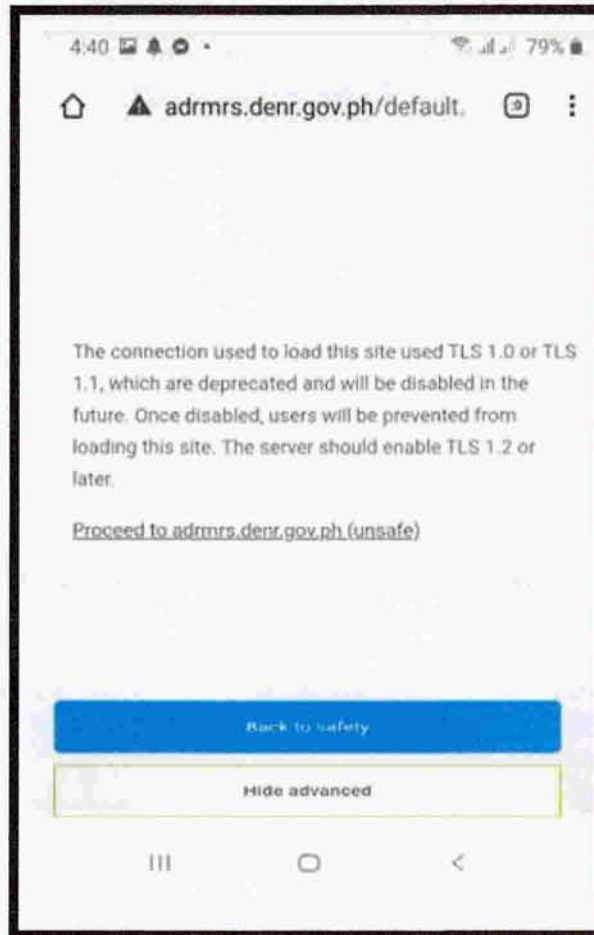 4:40 79%
adrmrs.denr.gov.ph/default.
:9
The connection used to load this site used TLS 1.0 or TLS
1.1, which are deprecated and will be disabled in the
future. Once disabled, users will be prevented from
loading this site. The server should enable TLS 1.2 or
later.
Proceed to adrmrs.denr.gov.ph (unsafe)
Back to safety
Hide advanced